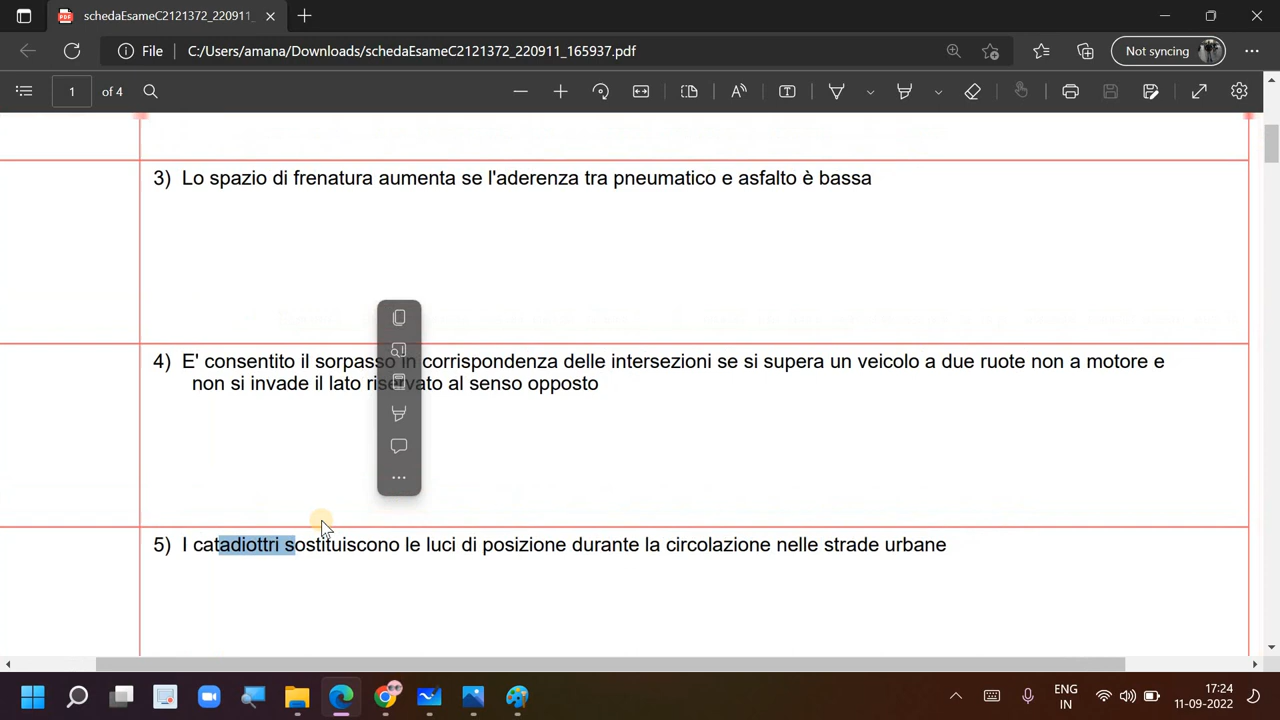 schedaEsameC2121372_220911_
File
C:/Users/amana/Downloads/schedaEsameC2121372_220911_165937.pdf
Not syncing
1
of 4
3) Lo spazio di frenatura aumenta se l'aderenza tra pneumatico e asfalto è bassa
4) E' consentito il sorpasso in corrispondenza delle intersezioni se si supera un veicolo a due ruote non a motore e
non si invade il lato riservato al senso opposto
5) I catadiottri sostituiscono le luci di posizione durante la circolazione nelle strade urbane
ENG
IN
17:24
11-09-2022